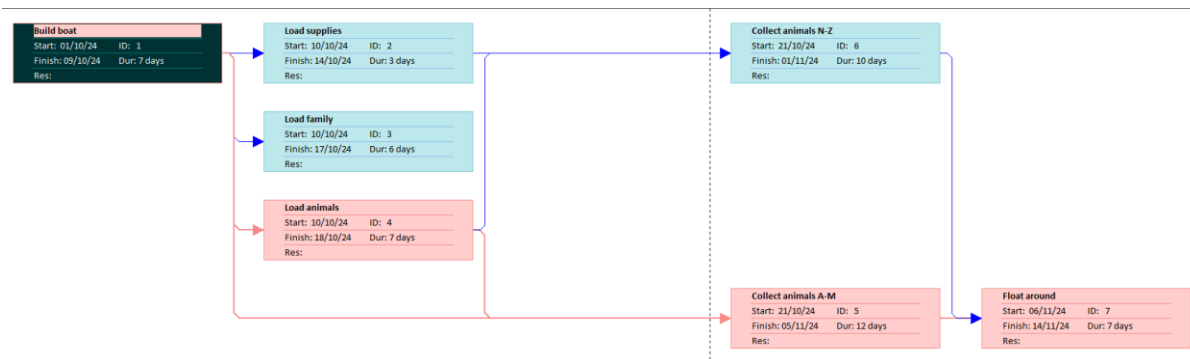 Build boat
Start: 01/10/24 ID: 1
Finish: 09/10/24 Dur: 7 days
Res:
Load supplies
Start: 10/10/24 ID: 2
Finish: 14/10/24 Dur: 3 days
Res:
Collect animals N-Z
Start: 21/10/24 ID: 6
Finish: 01/11/24 Dur: 10 days
Res:
Load family
Start: 10/10/24 ID: 3
Finish: 17/10/24 Dur: 6 days
Res:
Load animals
Start: 10/10/24 ID: 4
Finish: 18/10/24 Dur: 7 days
Res:
Collect animals A-M
Start: 21/10/24 ID: 5
Finish: 05/11/24 Dur: 12 days
Res:
Float around
Start: 06/11/24 ID: 7
Finish: 14/11/24 Dur: 7 days
Res: